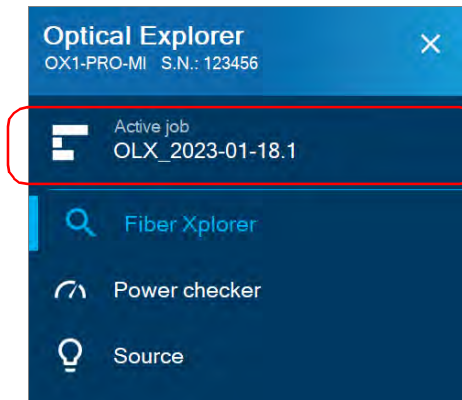 Optical Explorer
OX1-PRO-MI S.N.: 123456
Active job
OLX_2023-01-18.1
Fiber Xplorer
Power checker
Source